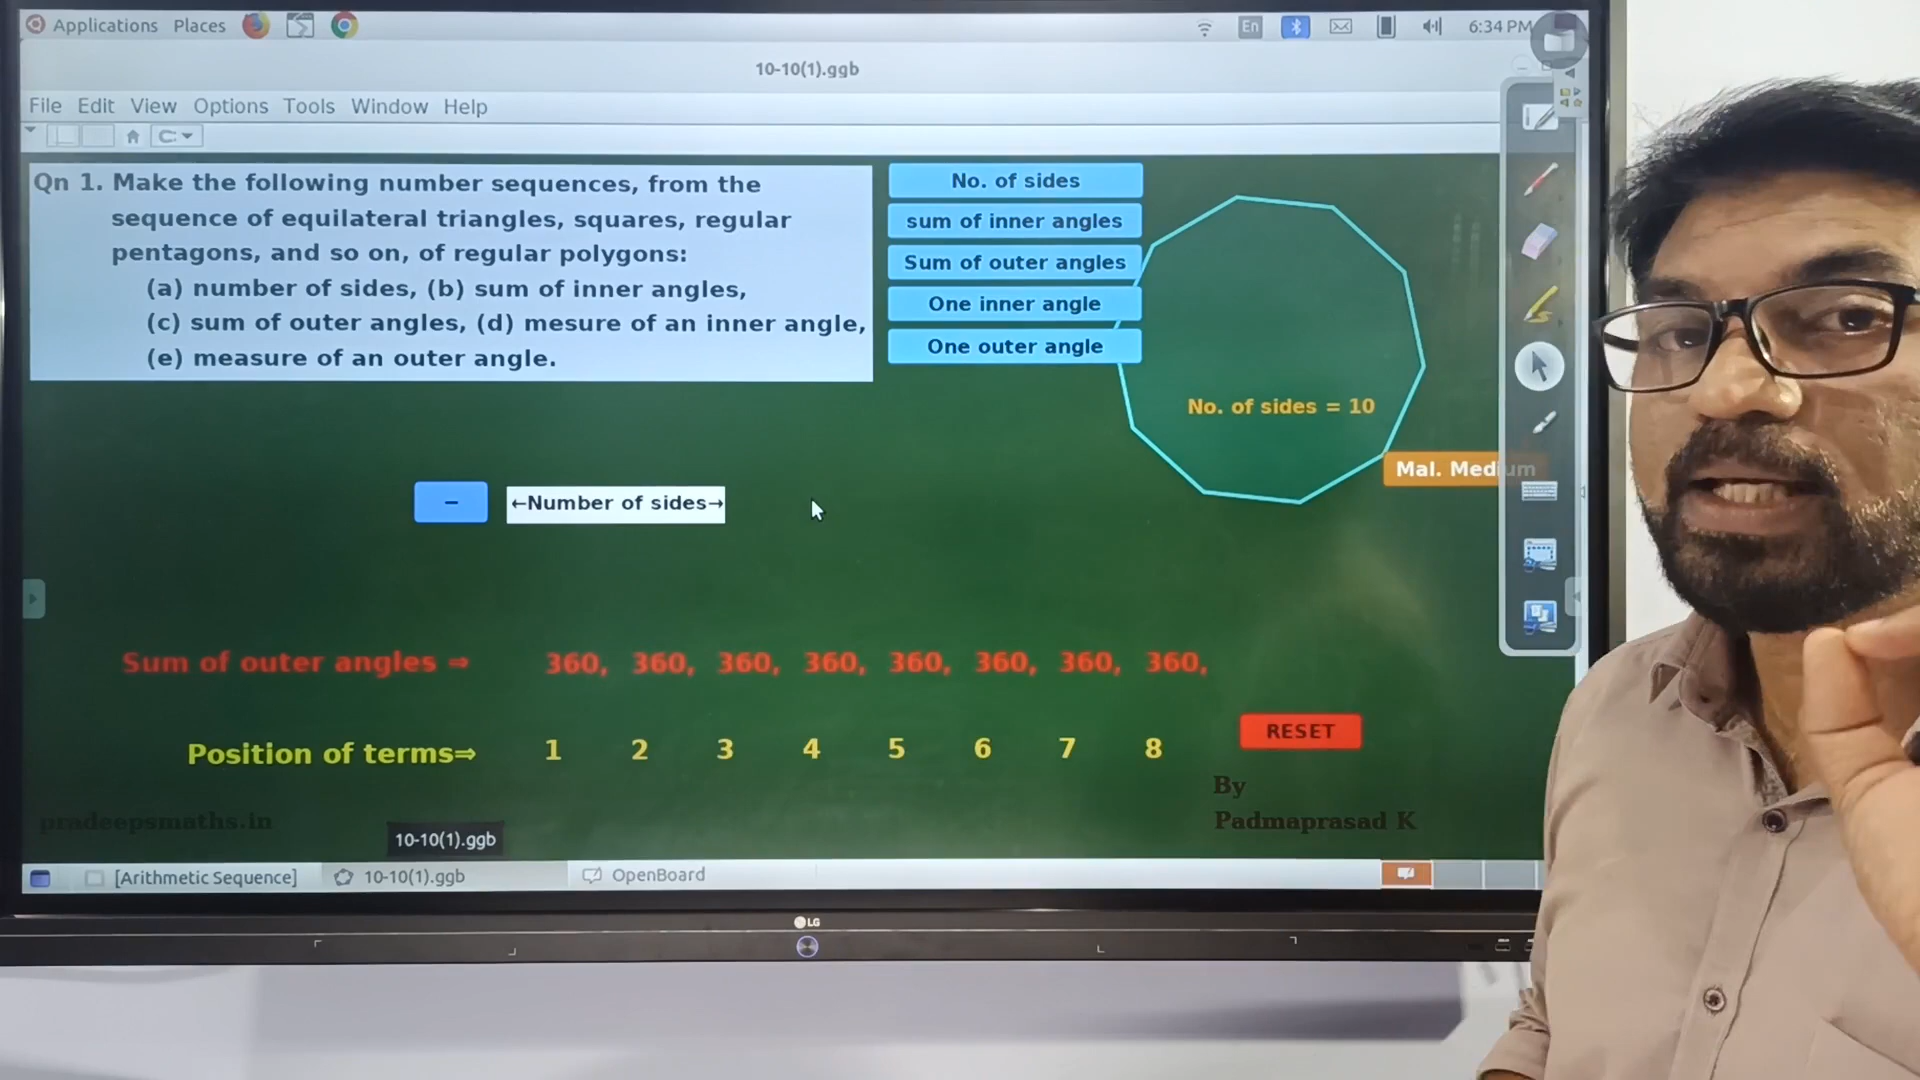 Applications Places
En
6:34 PM
10-10(1).ggb
File Edit View Options Tools Window Help
Qn 1. Make the following number sequences, from the
sequence of equilateral triangles, squares, regular
pentagons, and so on, of regular polygons:
(a) number of sides, (b) sum of inner angles,
(c) sum of outer angles, (d) mesure of an inner angle,
(e) measure of an outer angle.
No. of sides
sum of inner angles
Sum of outer angles
One inner angle
One outer angle
No. of sides = 10
Mal. Medium
− ←Number of sides→
Sum of outer angles ⇒ 360, 360, 360, 360, 360, 360, 360, 360,
Position of terms⇒ 1 2 3 4 5 6 7 8
RESET
By
Padmaprasad K
pradeepsmaths.in
10-10(1).ggb
[Arithmetic Sequence] 10-10(1).ggb OpenBoard
LG